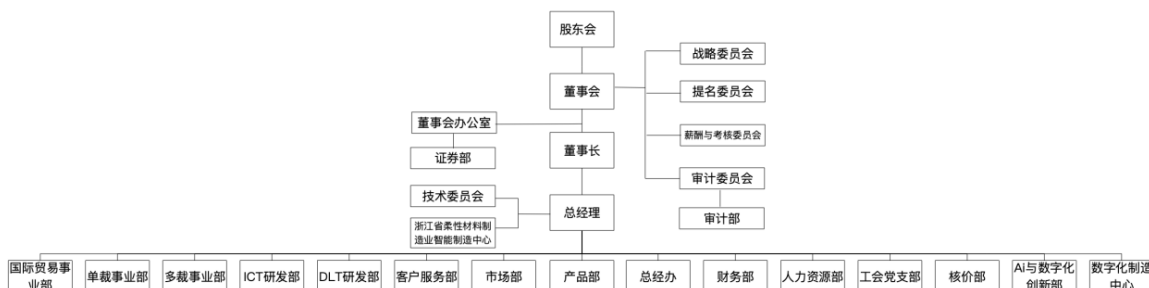 股东会
战略委员会
董事会
提名委员会
董事会办公室
薪酬与考核委员会
证券部
董事长
审计委员会
技术委员会
总经理
审计部
浙江省柔性材料制
造业智能制造中心
国际贸易事
业部
单裁事业部
多裁事业部
ICT研发部
DLT研发部
客户服务部
市场部
产品部
总经办
财务部
人力资源部
工会党支部
核价部
Ai与数字化
创新部
数字化制造
中心